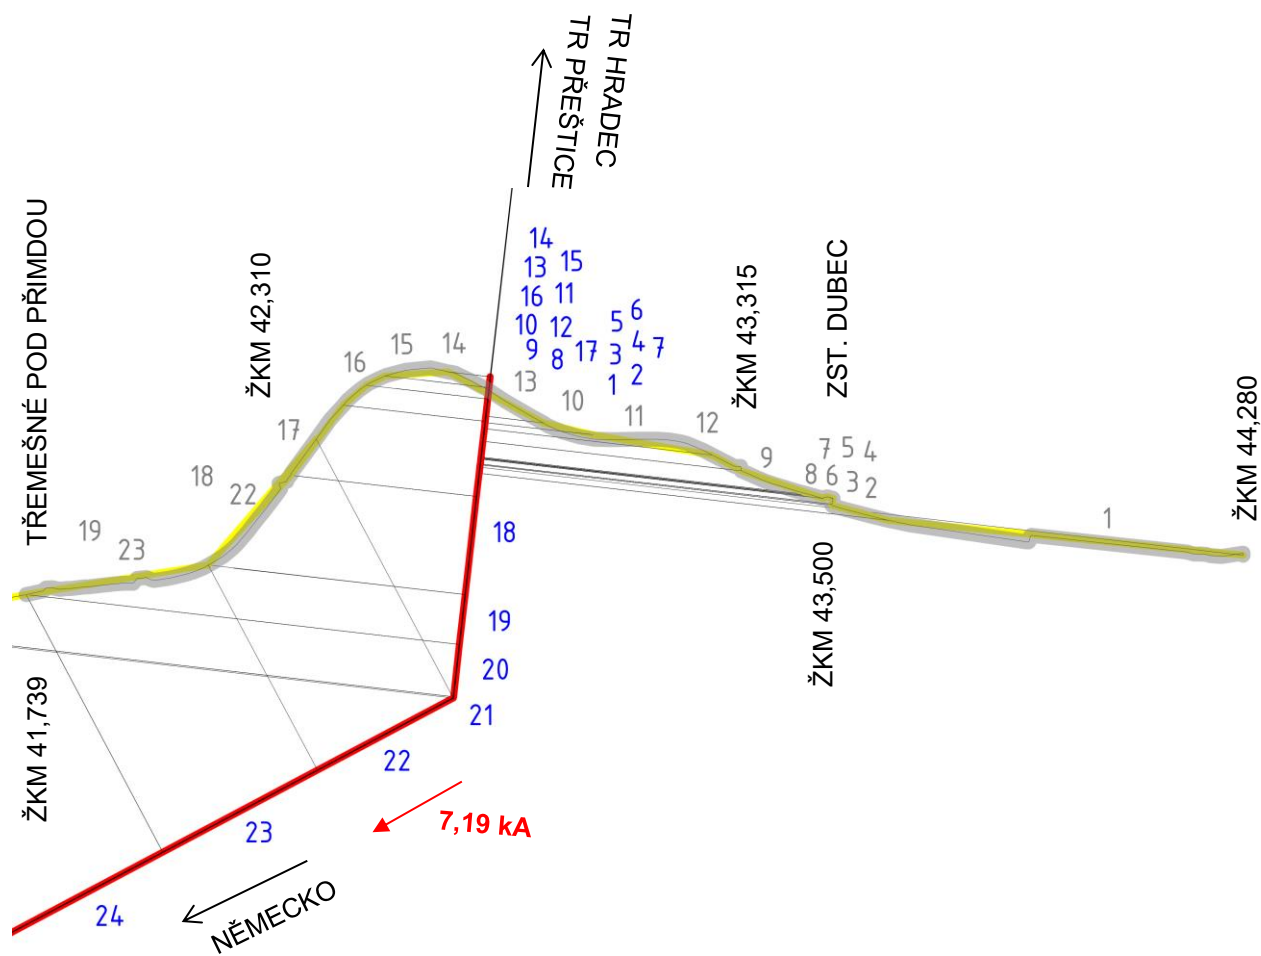 TR HRADEC
TR PŘEŠTICE
TŘEMEŠNÉ POD PŘIMDOU
ŽKM 42,310
ŽKM 43,315
ZST. DUBEC
ŽKM 44,280
14
13 15
16 11
10 12
9 8 17
5 6
3 4 7
1 2
16 15 14
13
10
11
12
9
7 5 4
8 6 3 2
1
17
18
22
19
23
18
19
20
21
22
23
24
ŽKM 41,739
ŽKM 43,500
7,19 kA
NĚMECKO